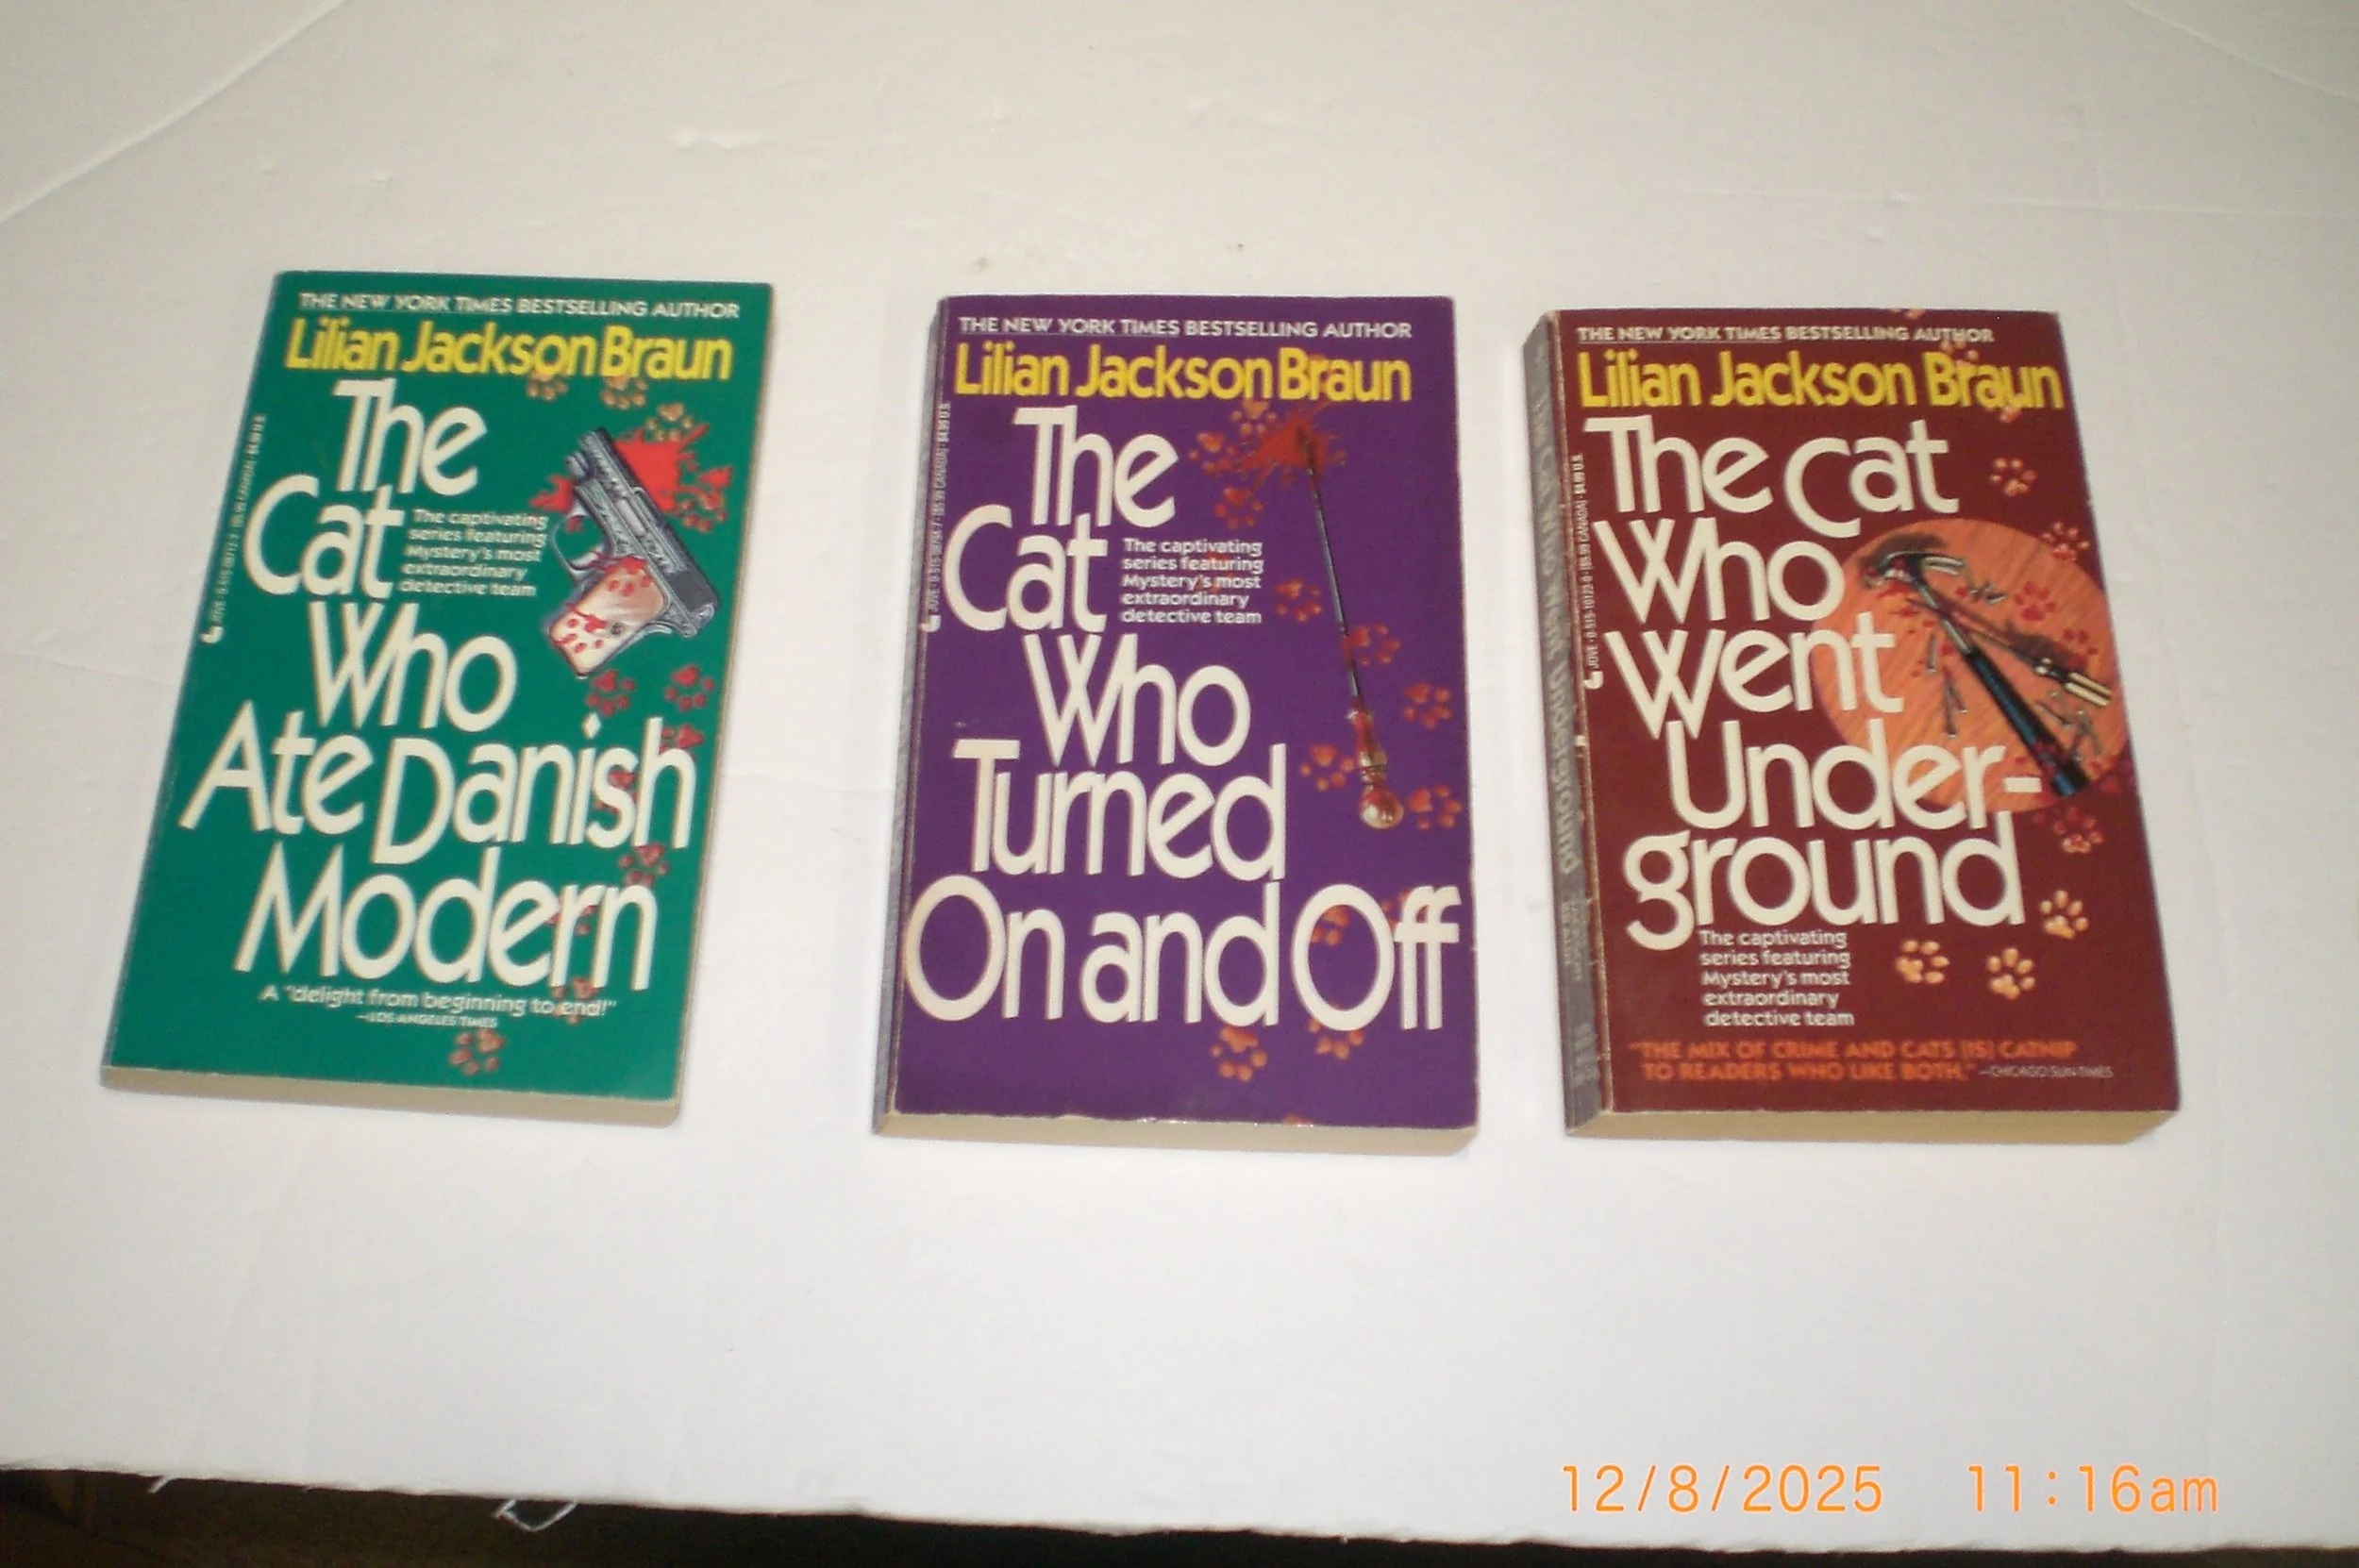 THE NEW YORK TIMES BESTSELLING AUTHOR
Lilian Jackson Braun
The
Cat
The captivating
series featuring
Mystery's most
extraordinary
detective team
Who
Ate Danish
Modern
A "delight from beginning to end!"
—LOS ANGELES TIMES
THE NEW YORK TIMES BESTSELLING AUTHOR
Lilian Jackson Braun
The
Cat
The captivating
series featuring
Mystery's most
extraordinary
detective team
Who
Turned
On and Off
THE NEW YORK TIMES BESTSELLING AUTHOR
Lilian Jackson Braun
The Cat
Who
Went
Under-
ground
The captivating
series featuring
Mystery's most
extraordinary
detective team
"THE MIX OF CRIME AND CATS [IS] CATNIP
TO READERS WHO LIKE BOTH." —CHICAGO SUN-TIMES
12/8/2025 11:16am